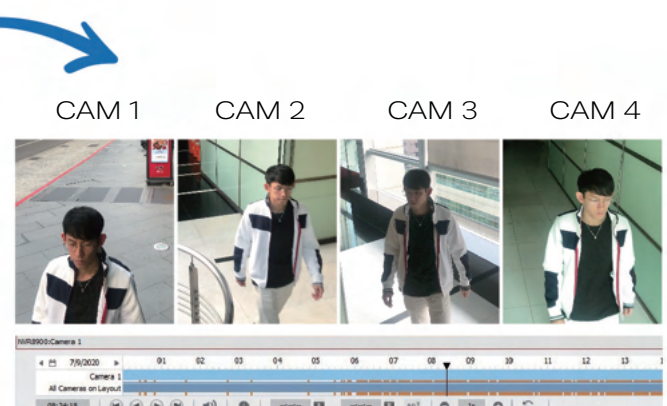 CAM 1 CAM 2 CAM 3 CAM 4
NVR8900:Camera 1
7/9/2020 01 02 03 04 05 06 07 08 09 10 11 12 13
Camera 1
All Cameras on Layout